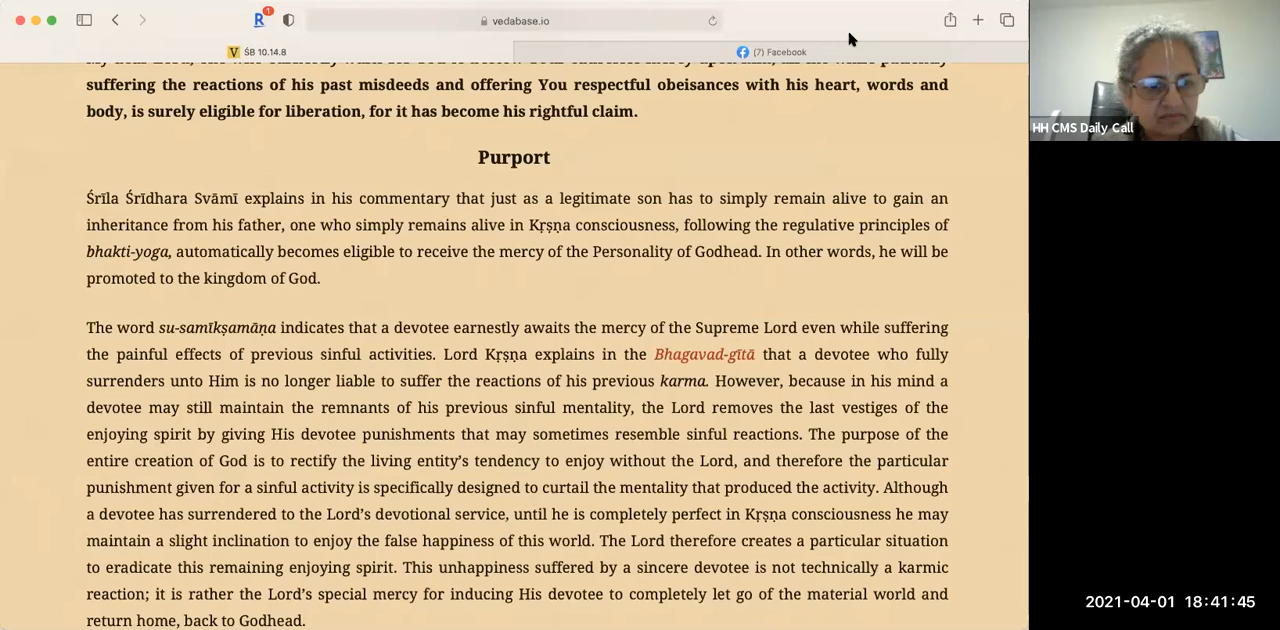 R 1
vedabase.io
V ŚB 10.14.8
(7) Facebook
suffering the reactions of his past misdeeds and offering You respectful obeisances with his heart, words and
body, is surely eligible for liberation, for it has become his rightful claim.
Purport
Śrīla Śrīdhara Svāmī explains in his commentary that just as a legitimate son has to simply remain alive to gain an
inheritance from his father, one who simply remains alive in Kṛṣṇa consciousness, following the regulative principles of
bhakti-yoga, automatically becomes eligible to receive the mercy of the Personality of Godhead. In other words, he will be
promoted to the kingdom of God.
The word su-samīkṣamāṇa indicates that a devotee earnestly awaits the mercy of the Supreme Lord even while suffering
the painful effects of previous sinful activities. Lord Kṛṣṇa explains in the Bhagavad-gītā that a devotee who fully
surrenders unto Him is no longer liable to suffer the reactions of his previous karma. However, because in his mind a
devotee may still maintain the remnants of his previous sinful mentality, the Lord removes the last vestiges of the
enjoying spirit by giving His devotee punishments that may sometimes resemble sinful reactions. The purpose of the
entire creation of God is to rectify the living entity’s tendency to enjoy without the Lord, and therefore the particular
punishment given for a sinful activity is specifically designed to curtail the mentality that produced the activity. Although
a devotee has surrendered to the Lord’s devotional service, until he is completely perfect in Kṛṣṇa consciousness he may
maintain a slight inclination to enjoy the false happiness of this world. The Lord therefore creates a particular situation
to eradicate this remaining enjoying spirit. This unhappiness suffered by a sincere devotee is not technically a karmic
reaction; it is rather the Lord’s special mercy for inducing His devotee to completely let go of the material world and
return home, back to Godhead.
HH CMS Daily Call
2021-04-01 18:41:45